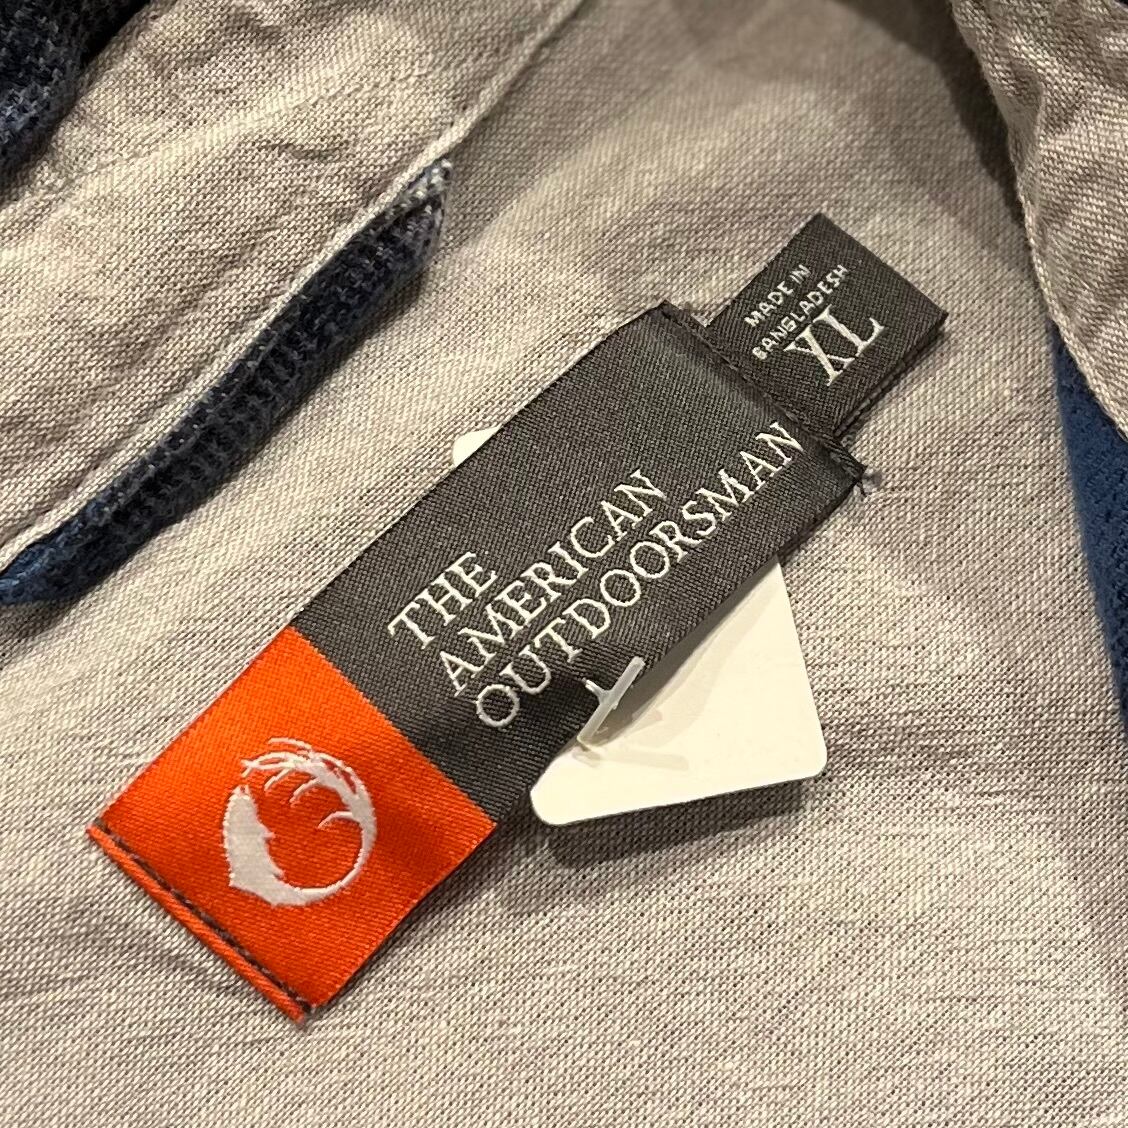 THE
AMERICAN
OUTDOORSMAN
MADE IN
BANGLADESH
XL